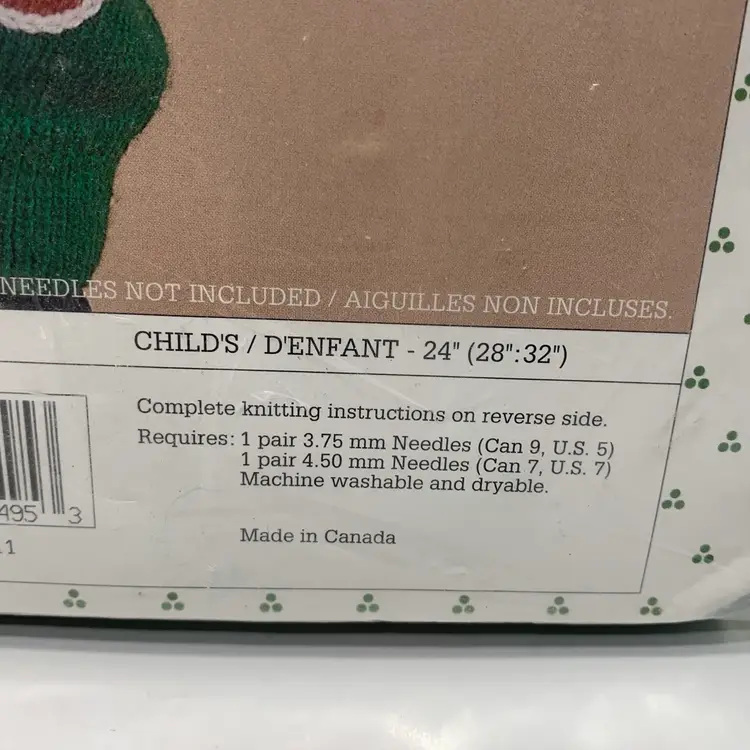 NEEDLES NOT INCLUDED / AIGUILLES NON INCLUSES.
CHILD'S / D'ENFANT - 24" (28":32")
Complete knitting instructions on reverse side.
Requires: 1 pair 3.75 mm Needles (Can 9, U.S. 5)
1 pair 4.50 mm Needles (Can 7, U.S. 7)
Machine washable and dryable.
495 3
1
Made in Canada